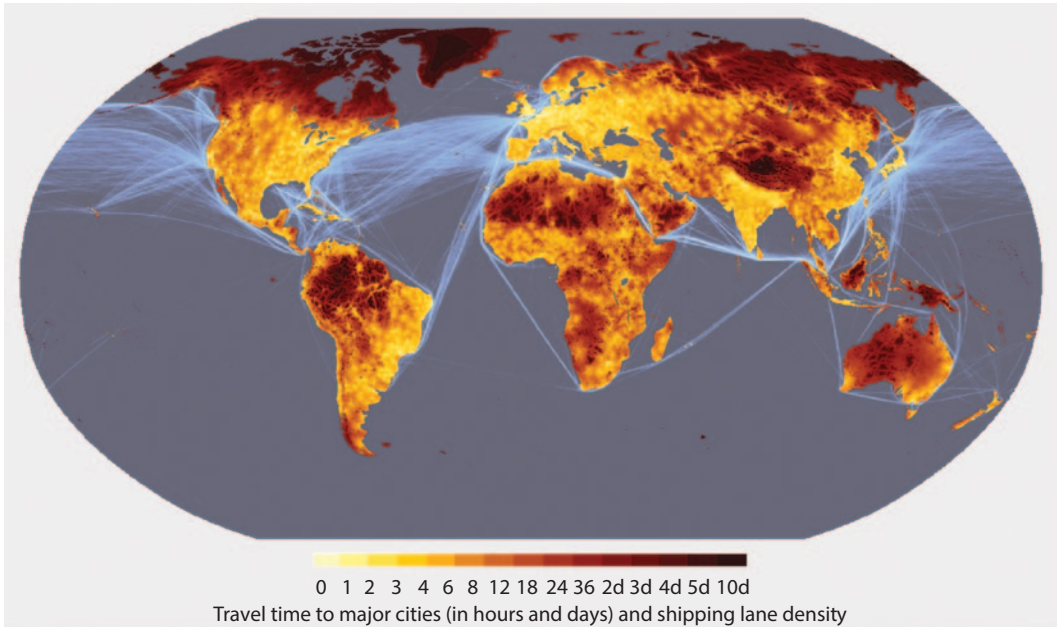 0 1 2 3 4 6 8 12 18 24 36 2d 3d 4d 5d 10d
Travel time to major cities (in hours and days) and shipping lane density